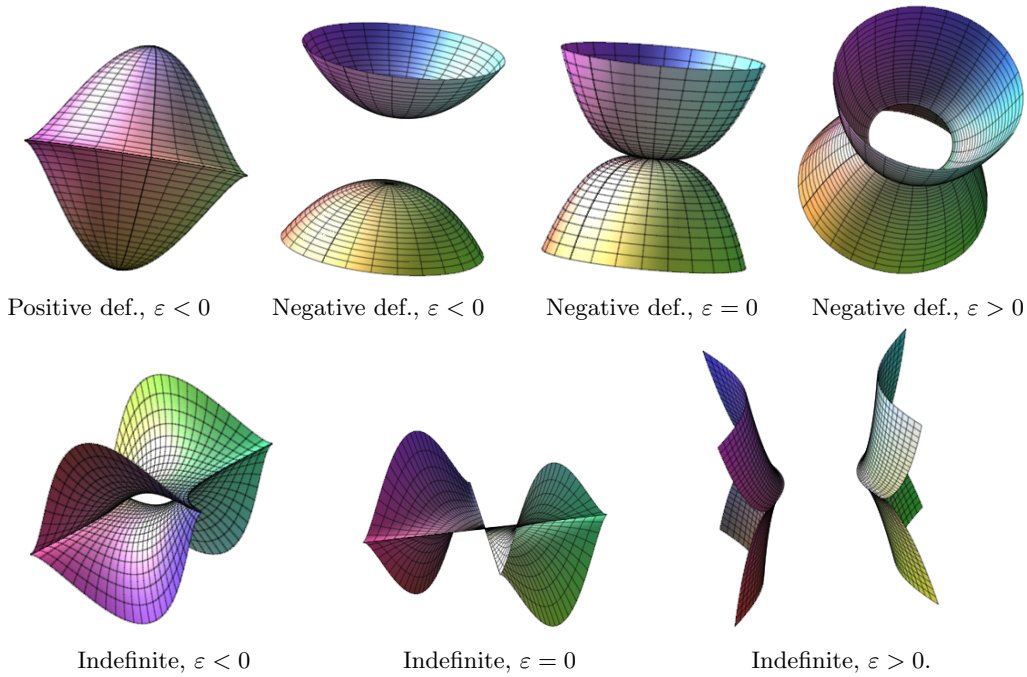 Positive def., ε < 0
Negative def., ε < 0
Negative def., ε = 0
Negative def., ε > 0
Indefinite, ε < 0
Indefinite, ε = 0
Indefinite, ε > 0.